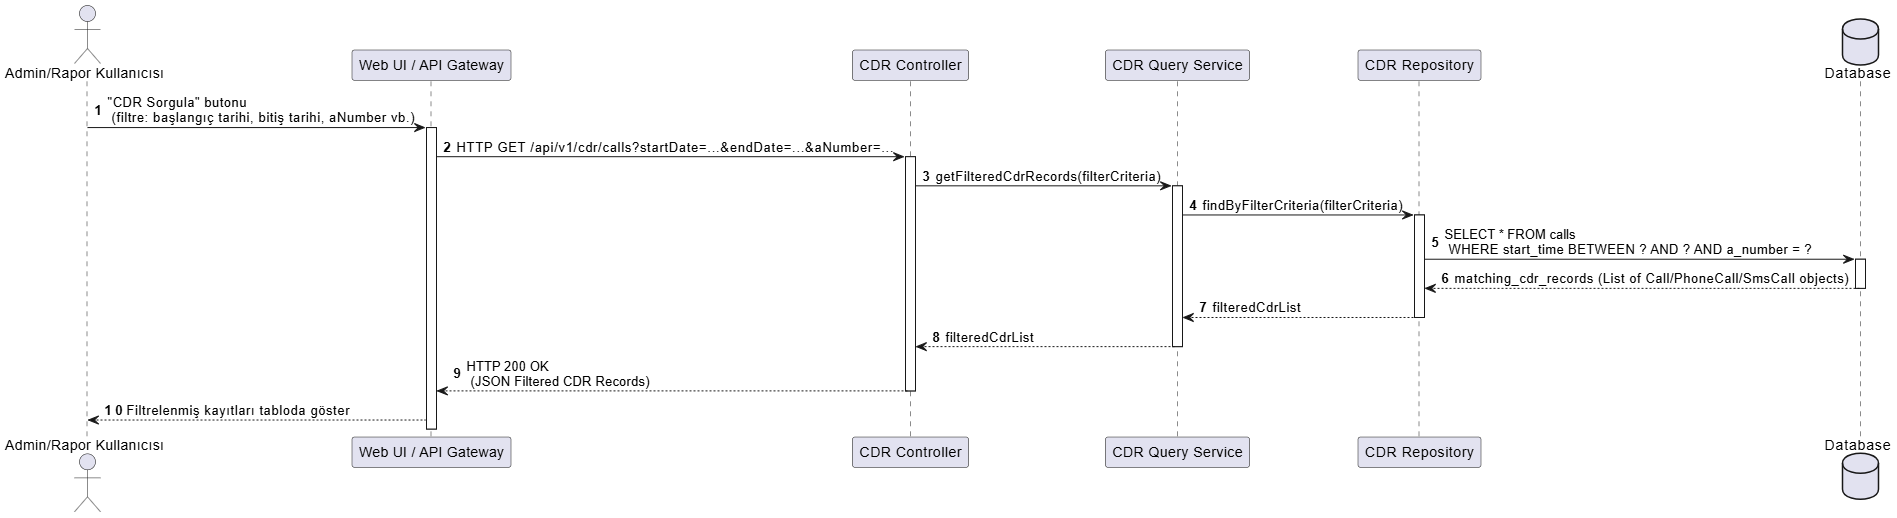 Admin/Rapor Kullanıcısı
Web UI / API Gateway
CDR Controller
CDR Query Service
CDR Repository
Database
1 "CDR Sorgula" butonu
(filtre: başlangıç tarihi, bitiş tarihi, aNumber vb.)
2 HTTP GET /api/v1/cdr/calls?startDate=...&endDate=...&aNumber=...
3 getFilteredCdrRecords(filterCriteria)
4 findByFilterCriteria(filterCriteria)
5 SELECT * FROM calls
WHERE start_time BETWEEN ? AND ? AND a_number = ?
6 matching_cdr_records (List of Call/PhoneCall/SmsCall objects)
7 filteredCdrList
8 filteredCdrList
9 HTTP 200 OK
(JSON Filtered CDR Records)
10 Filtrelenmiş kayıtları tabloda göster
Admin/Rapor Kullanıcısı
Web UI / API Gateway
CDR Controller
CDR Query Service
CDR Repository
Database